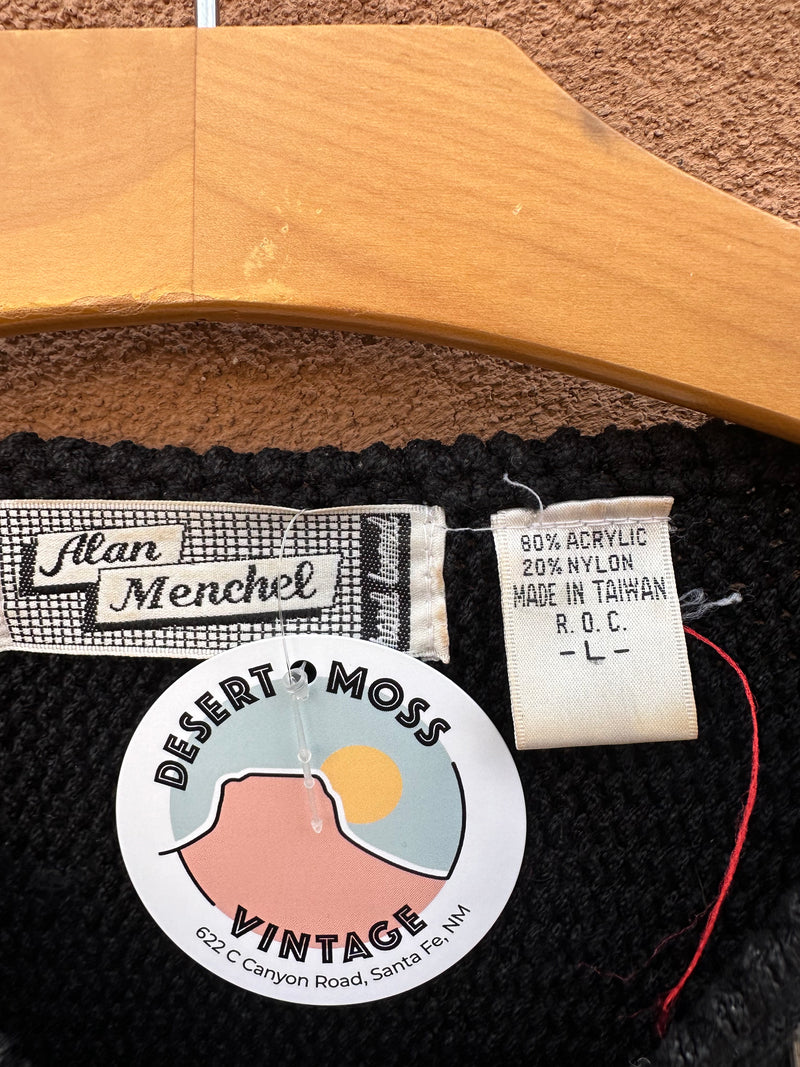 Alan
Menchel
80% ACRYLIC
20% NYLON
MADE IN TAIWAN
R. O. C.
- L -
DESERT MOSS
VINTAGE
622 C Canyon Road, Santa Fe, NM